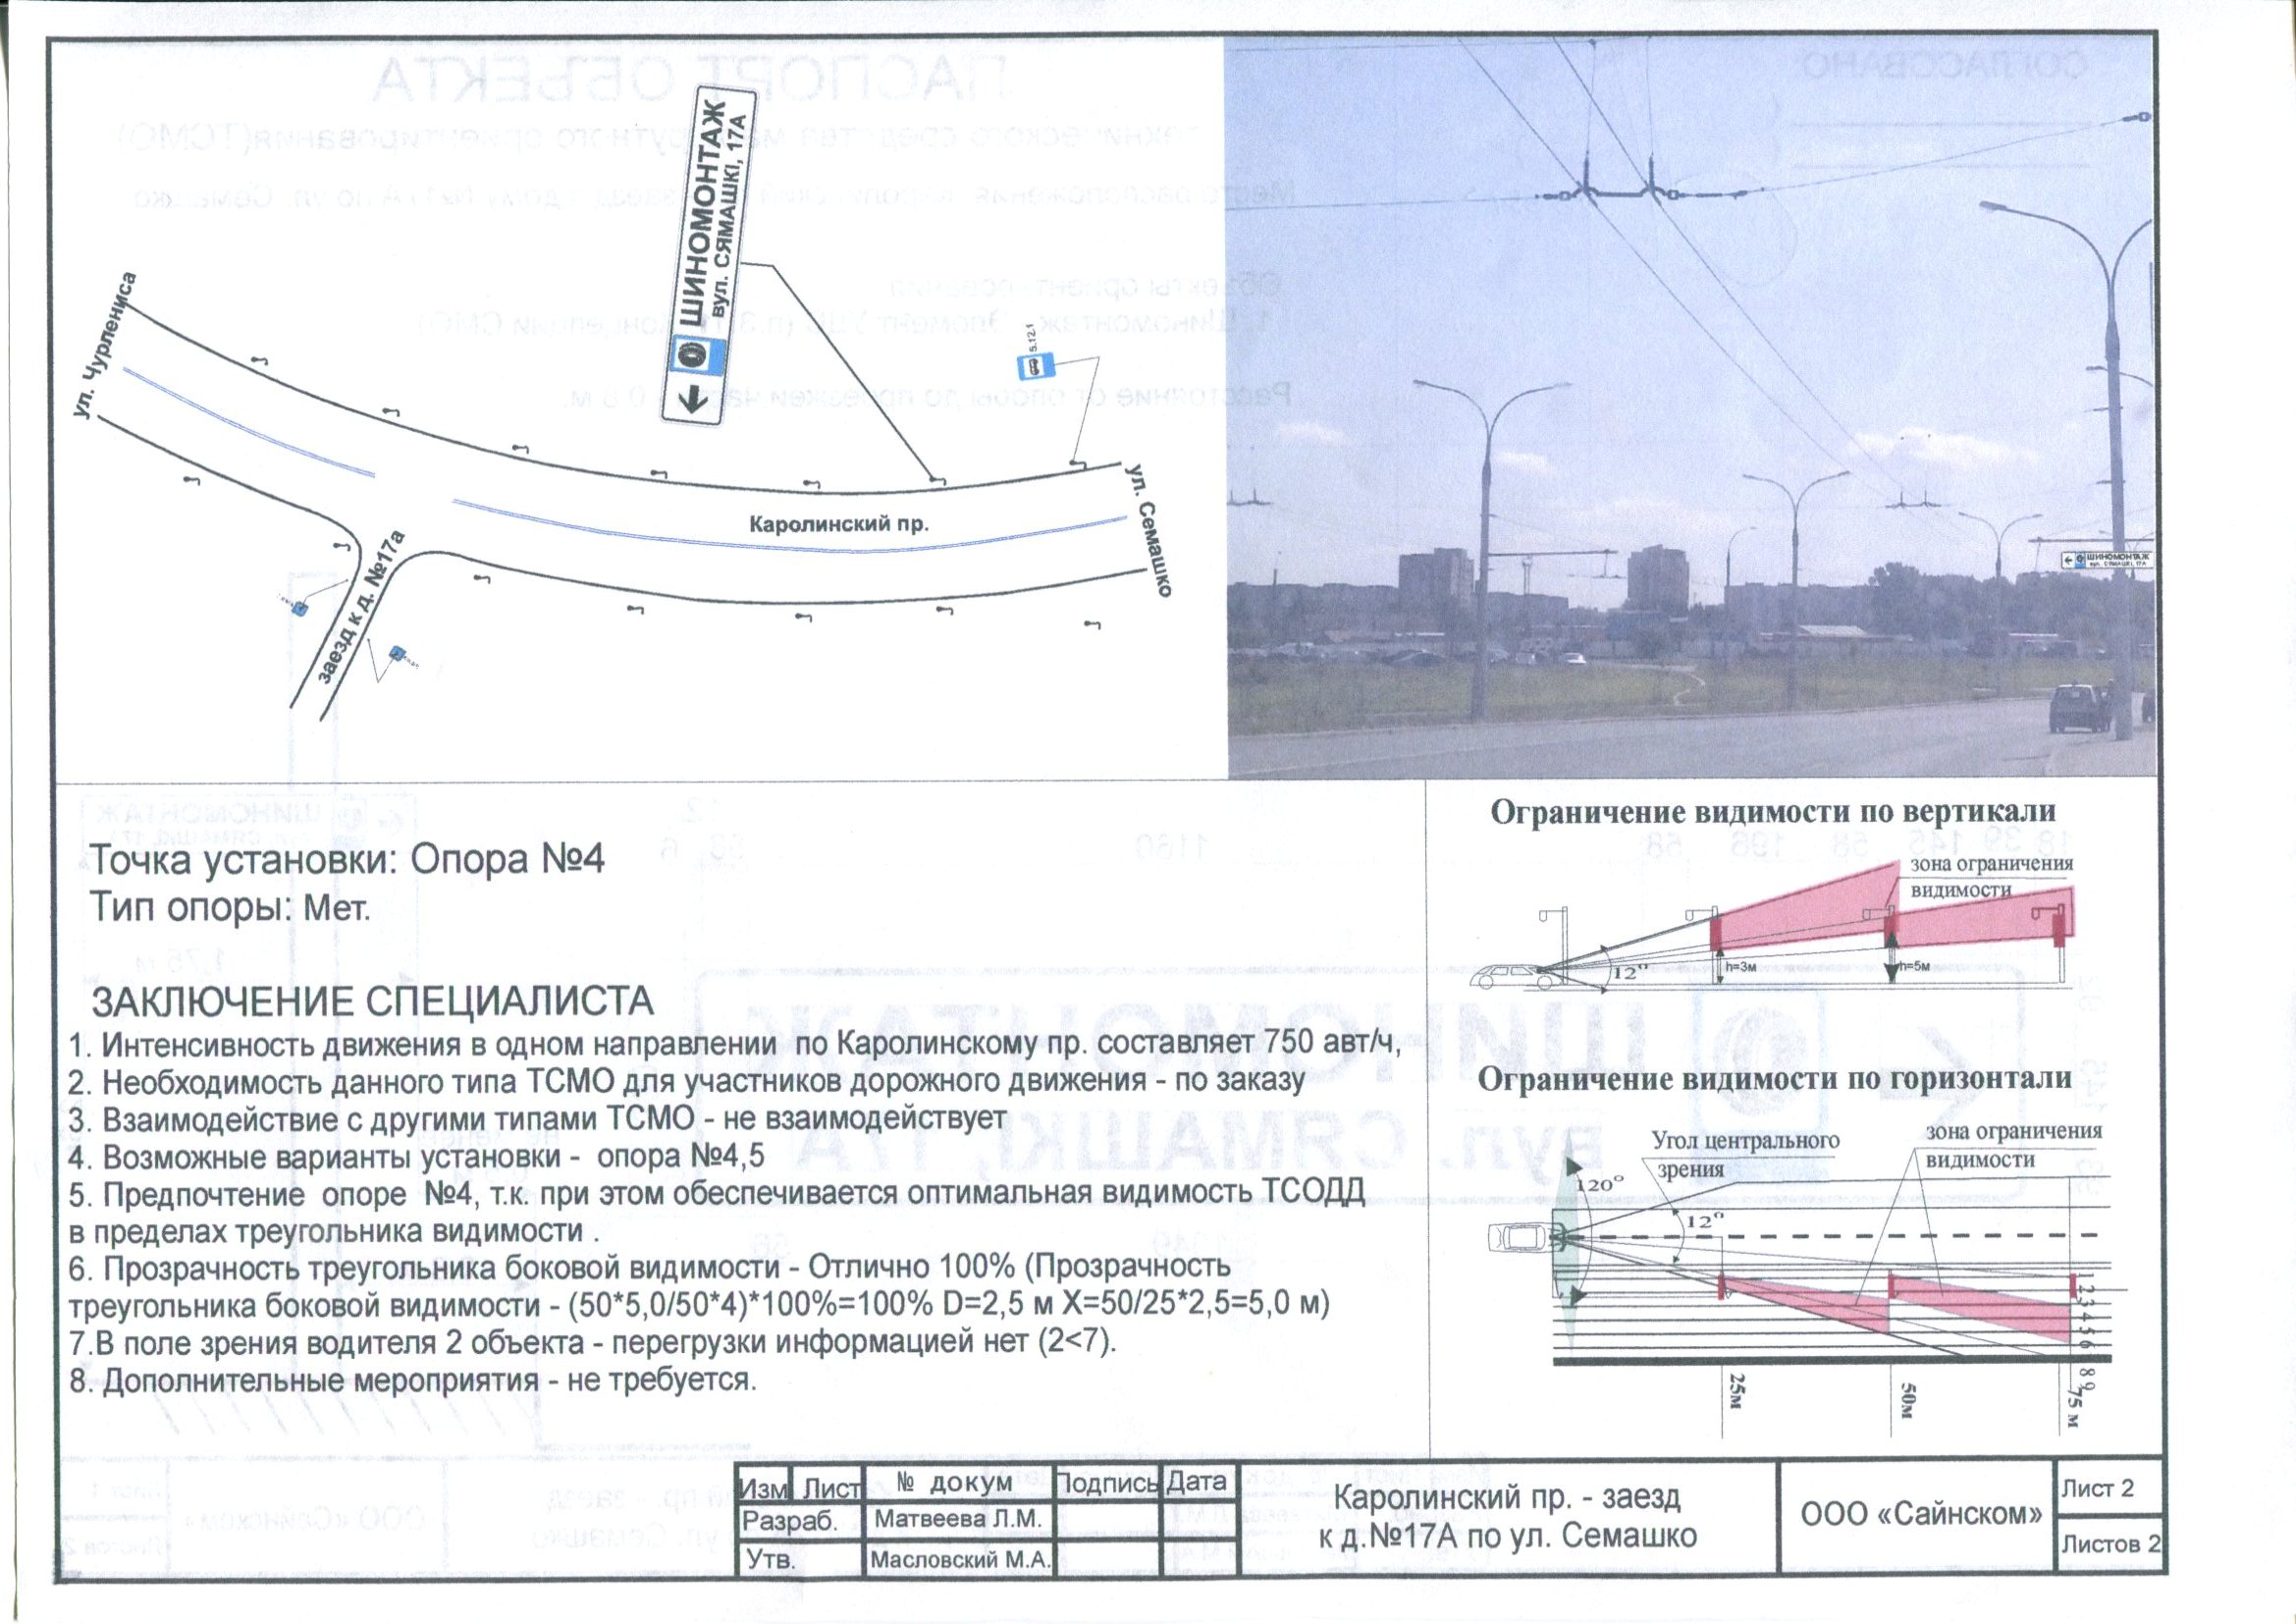 ул. Чурлениса
ШИНОМОНТАЖ
вул. СЯМАШКІ, 17А
5.12.1
Каролинский пр.
ул. Семашко
заезд к д. №17а
ШИНОМОНТАЖ
вул. СЯМАШКІ, 17А
Точка установки: Опора №4
Тип опоры: Мет.
ЗАКЛЮЧЕНИЕ СПЕЦИАЛИСТА
1. Интенсивность движения в одном направлении по Каролинскому пр. составляет 750 авт/ч,
2. Необходимость данного типа ТСМО для участников дорожного движения - по заказу
3. Взаимодействие с другими типами ТСМО - не взаимодействует
4. Возможные варианты установки - опора №4,5
5. Предпочтение опоре №4, т.к. при этом обеспечивается оптимальная видимость ТСОДД
в пределах треугольника видимости .
6. Прозрачность треугольника боковой видимости - Отлично 100% (Прозрачность
треугольника боковой видимости - (50*5,0/50*4)*100%=100% D=2,5 м X=50/25*2,5=5,0 м)
7.В поле зрения водителя 2 объекта - перегрузки информацией нет (2<7).
8. Дополнительные мероприятия - не требуется.
Ограничение видимости по вертикали
зона ограничения
видимости
12°
h=3м
h=5м
Ограничение видимости по горизонтали
Угол центрального
зрения
зона ограничения
видимости
120°
12°
1 2 3 4 5 6 8 9
25м
50м
75 м
Изм Лист № докум Подпись Дата
Разраб. Матвеева Л.М.
Утв. Масловский М.А.
Каролинский пр. - заезд
к д.№17А по ул. Семашко
ООО «Сайнском»
Лист 2
Листов 2